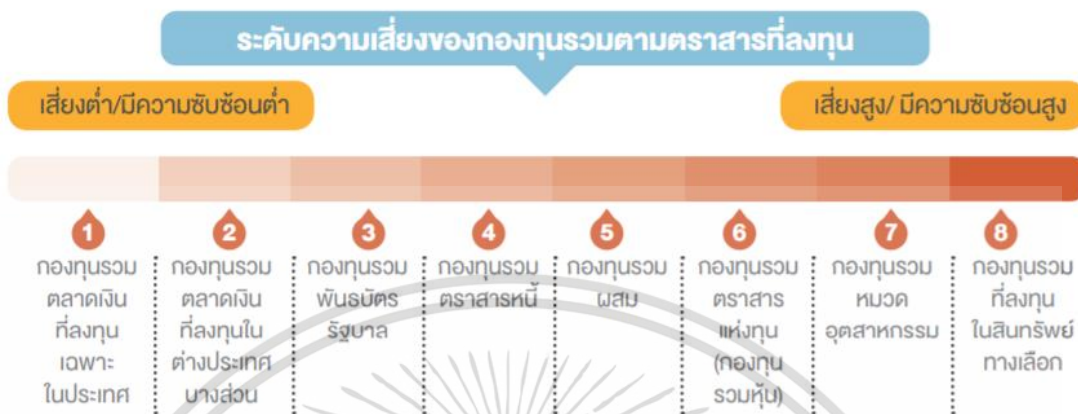 ระดับความเสี่ยงของกองทุนรวมตามตราสารที่ลงทุน
เสี่ยงต่ำ/มีความซับซ้อนต่ำ
เสี่ยงสูง/ มีความซับซ้อนสูง
1
กองทุนรวม
ตลาดเงิน
ที่ลงทุน
เฉพาะ
ในประเทศ
2
กองทุนรวม
ตลาดเงิน
ที่ลงทุนใน
ต่างประเทศ
บางส่วน
3
กองทุนรวม
พันธบัตร
รัฐบาล
4
กองทุนรวม
ตราสารหนี้
5
กองทุนรวม
ผสม
6
กองทุนรวม
ตราสาร
แห่งทุน
(กองทุน
รวมหุ้น)
7
กองทุนรวม
หมวด
อุตสาหกรรม
8
กองทุนรวม
ที่ลงทุน
ในสินทรัพย์
ทางเลือก